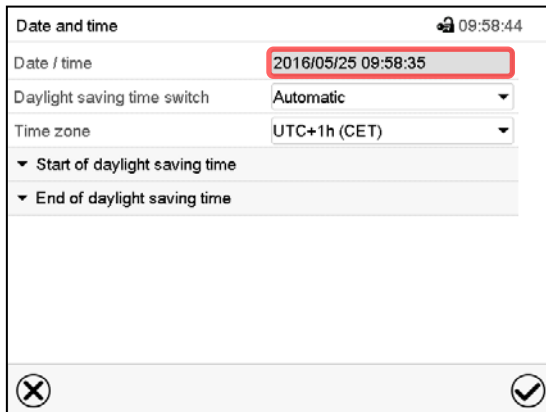 Date and time 09:58:44
Date / time 2016/05/25 09:58:35
Daylight saving time switch Automatic
Time zone UTC+1h (CET)
Start of daylight saving time
End of daylight saving time